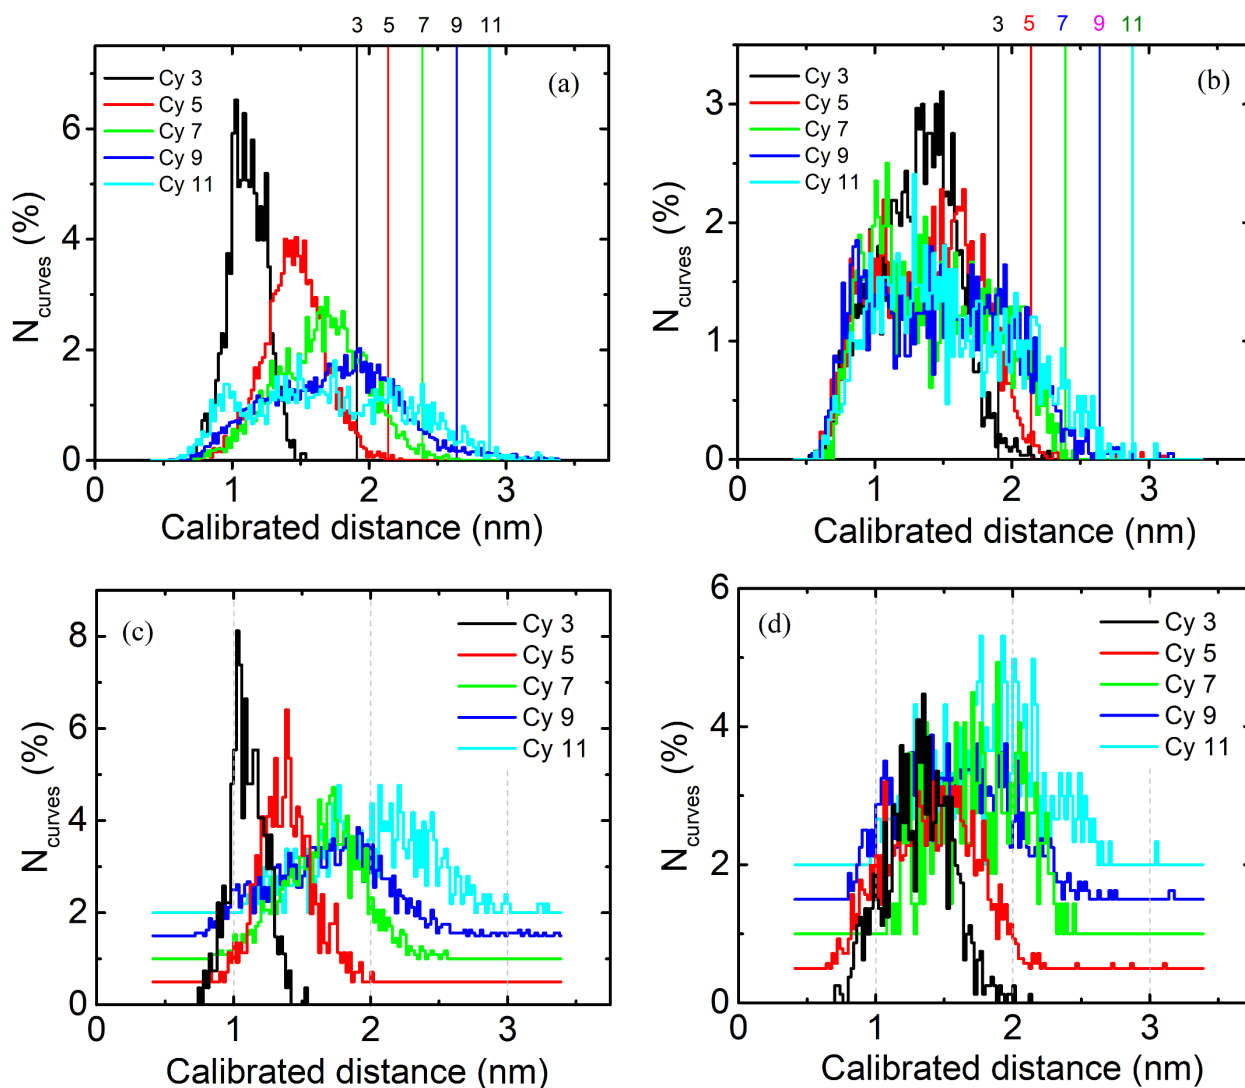 3 5 7 9 11
(a)
Cy 3
Cy 5
Cy 7
Cy 9
Cy 11
N_curves (%)
6
4
2
0
0 1 2 3
Calibrated distance (nm)
3 5 7 9 11
(b)
Cy 3
Cy 5
Cy 7
Cy 9
Cy 11
N_curves (%)
3
2
1
0
0 1 2 3
Calibrated distance (nm)
(c)
Cy 3
Cy 5
Cy 7
Cy 9
Cy 11
N_curves (%)
8
6
4
2
0
0 1 2 3
Calibrated distance (nm)
(d)
Cy 3
Cy 5
Cy 7
Cy 9
Cy 11
N_curves (%)
6
4
2
0
0 1 2 3
Calibrated distance (nm)